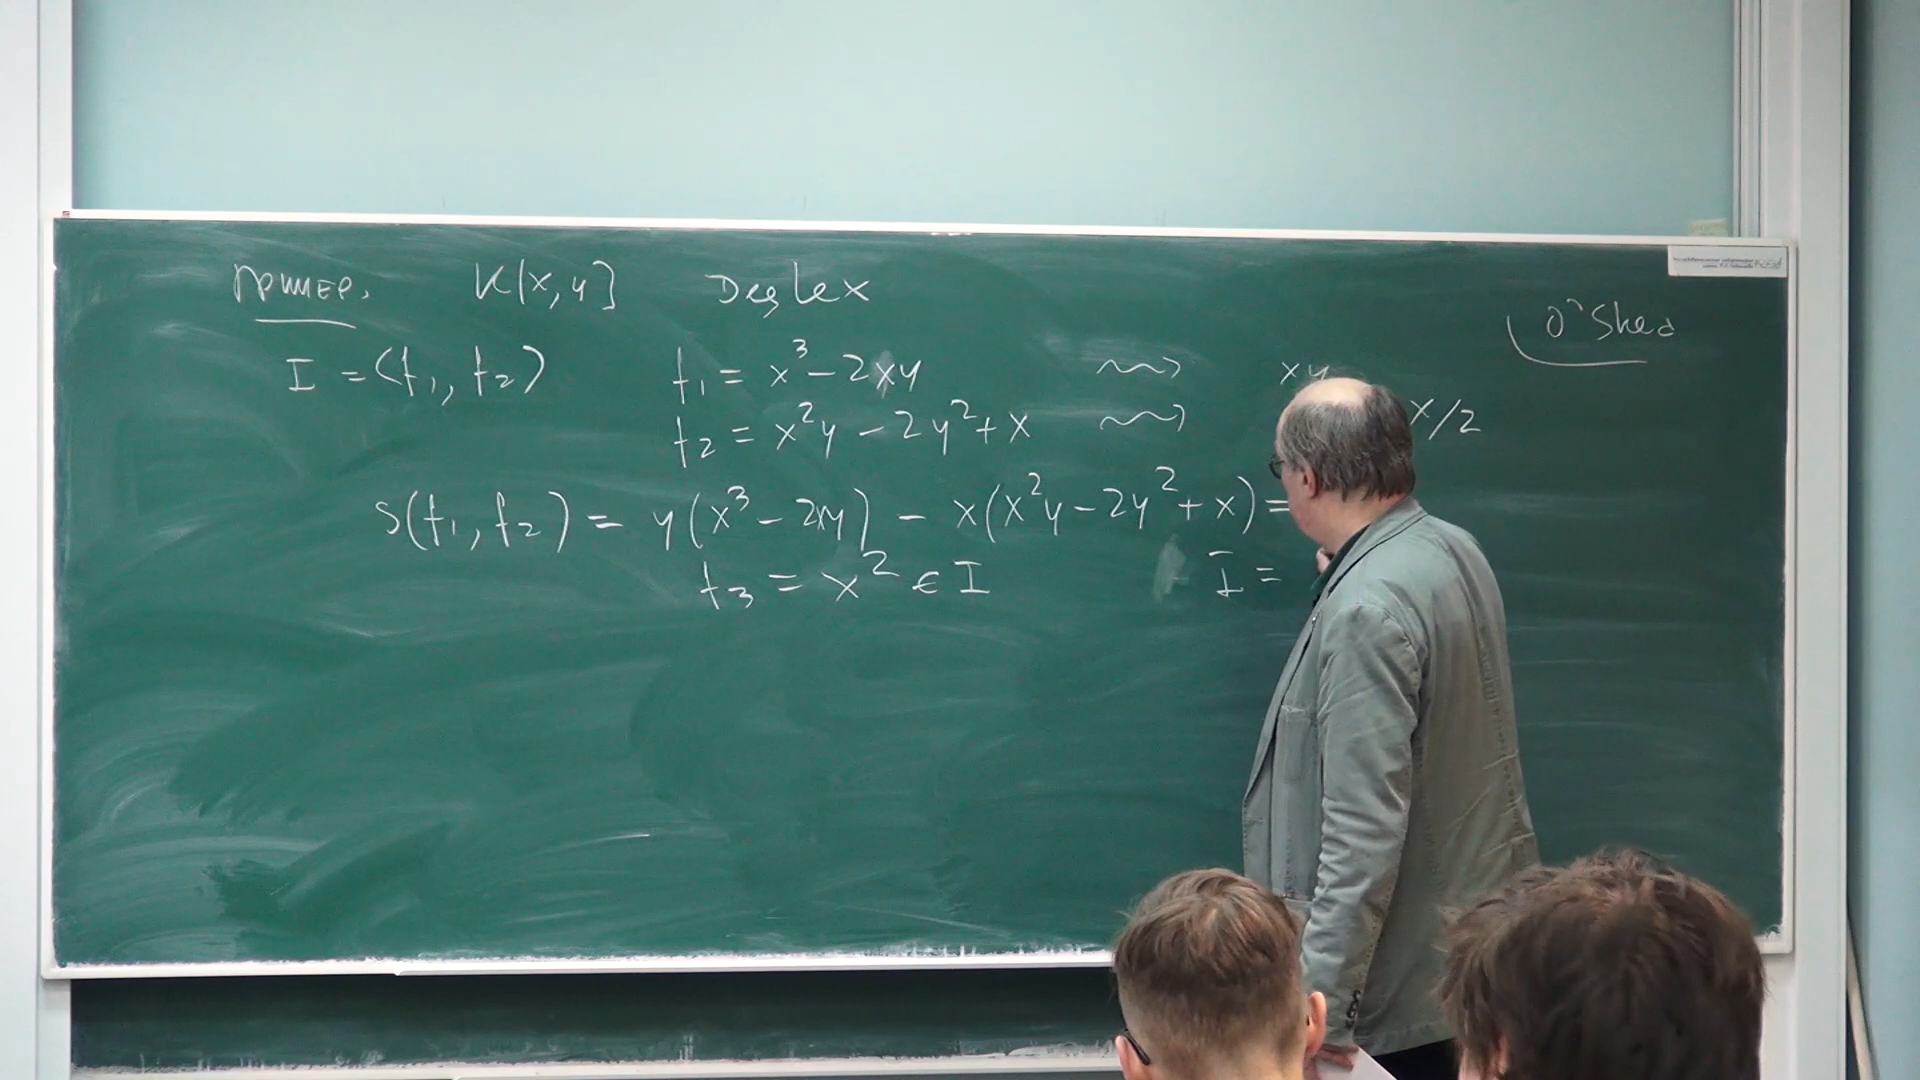 Пример. K[x, y] Deglex
O'Shea
I = (f₁, f₂) f₁ = x³ − 2xy ⇝ xy
f₂ = x²y − 2y² + x ⇝ x/2
S(f₁, f₂) = y(x³ − 2xy) − x(x²y − 2y² + x) =
f₃ = x² ∈ I I =